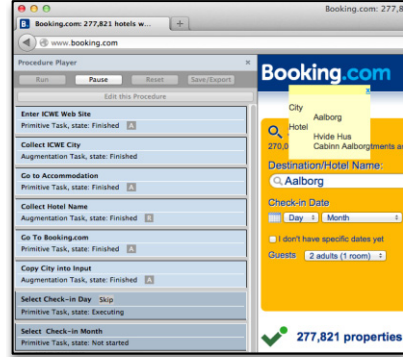 Booking.com: 277,8
Booking.com: 277,821 hotels w...
www.booking.com
Procedure Player
Run Pause Reset Save/Export
Edit this Procedure
Enter ICWE Web Site
Primitive Task, state: Finished A
Collect ICWE City
Augmentation Task, state: Finished
Go to Accommodation
Primitive Task, state: Finished A
Collect Hotel Name
Augmentation Task, state: Finished R
Go To Booking.com
Primitive Task, state: Finished A
Copy City into Input
Augmentation Task, state: Finished
Select Check-in Day Skip
Primitive Task, state: Executing
Select Check-in Month
Primitive Task, state: Not started
Booking.com
x
City
Aalborg
Hotel
Hvide Hus
270,0 Cabinn Aalborgtments a
Destination/Hotel Name:
Aalborg
Check-in Date
Day Month
I don't have specific dates yet
Guests 2 adults (1 room)
277,821 properties